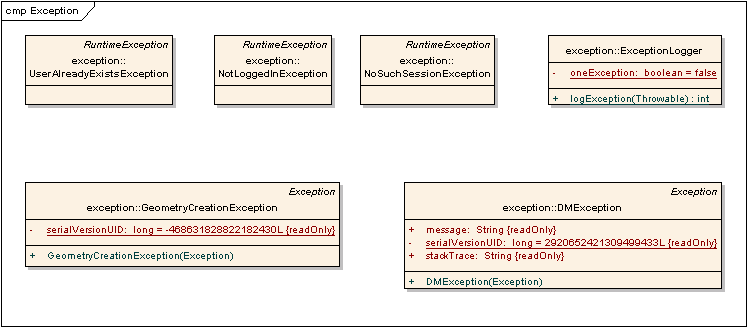 cmp Exception
RuntimeException
exception::
UserAlreadyExistsException
RuntimeException
exception::
NotLoggedInException
RuntimeException
exception::
NoSuchSessionException
exception::ExceptionLogger
- oneException: boolean = false
+ logException(Throwable) : int
Exception
exception::GeometryCreationException
- serialVersionUID: long = -468631828822182430L {readOnly}
+ GeometryCreationException(Exception)
Exception
exception::DMException
+ message: String {readOnly}
- serialVersionUID: long = 2920652421309499433L {readOnly}
+ stackTrace: String {readOnly}
+ DMException(Exception)